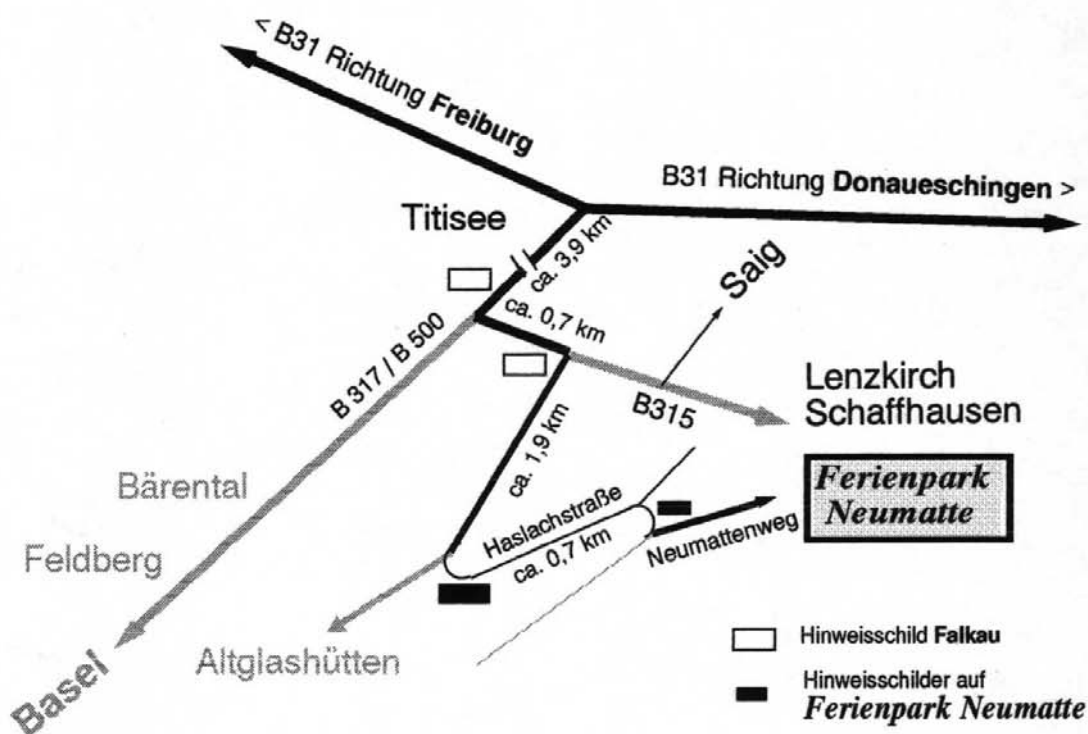 < B31 Richtung Freiburg
B31 Richtung Donaueschingen >
Titisee
ca. 3,9 km
Saig
ca. 0,7 km
B 317 / B 500
Lenzkirch
Schaffhausen
B315
ca. 1,9 km
Bärental
Ferienpark
Neumatte
Haslachstraße
ca. 0,7 km
Neumattenweg
Feldberg
Altglashütten
Basel
Hinweisschild Falkau
Hinweisschilder auf
Ferienpark Neumatte